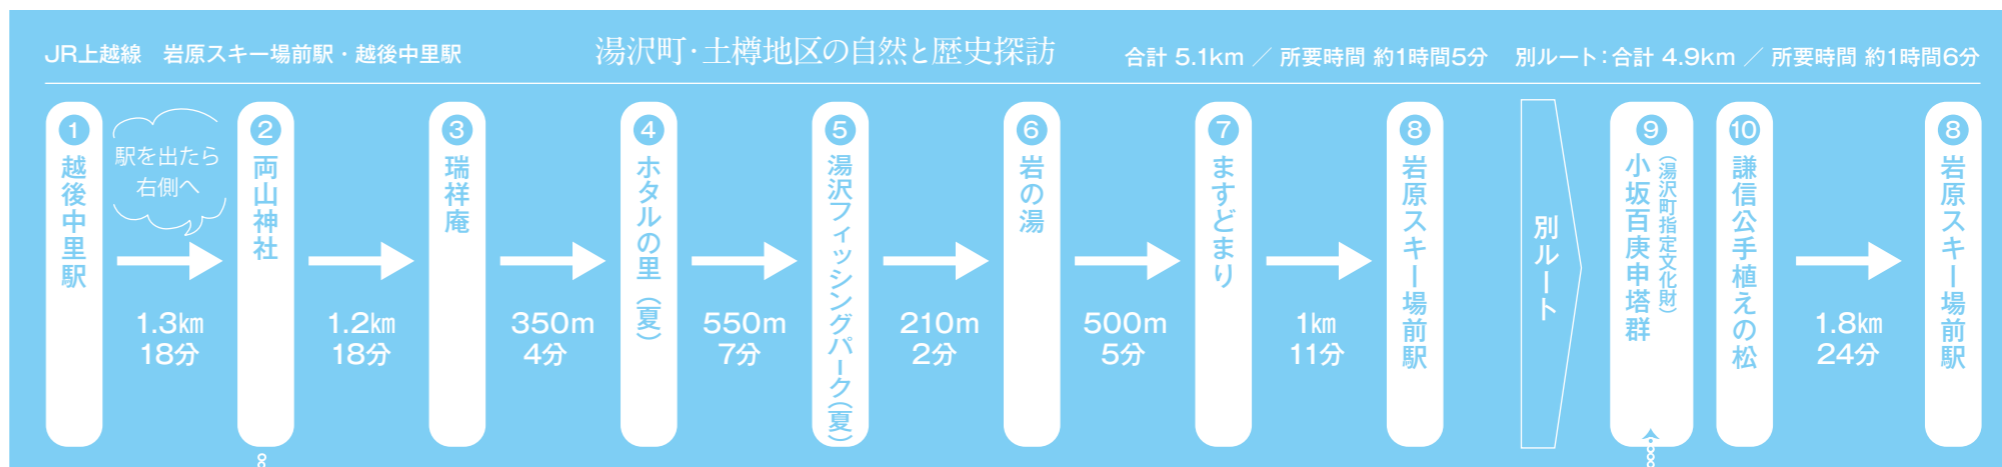 JR上越線　岩原スキー場前駅・越後中里駅
湯沢町・土樽地区の自然と歴史探訪
合計 5.1km ／ 所要時間 約1時間5分　別ルート：合計 4.9km ／ 所要時間 約1時間6分
① 越後中里駅
駅を出たら
右側へ
1.3km
18分
② 両山神社
1.2km
18分
③ 瑞祥庵
350m
4分
④ ホタルの里（夏）
550m
7分
⑤ 湯沢フィッシングパーク（夏）
210m
2分
⑥ 岩の湯
500m
5分
⑦ ますどまり
1km
11分
⑧ 岩原スキー場前駅
別ルート
⑨ 小坂百庚申塔群
（湯沢町指定文化財）
⑩ 謙信公手植えの松
1.8km
24分
⑧ 岩原スキー場前駅